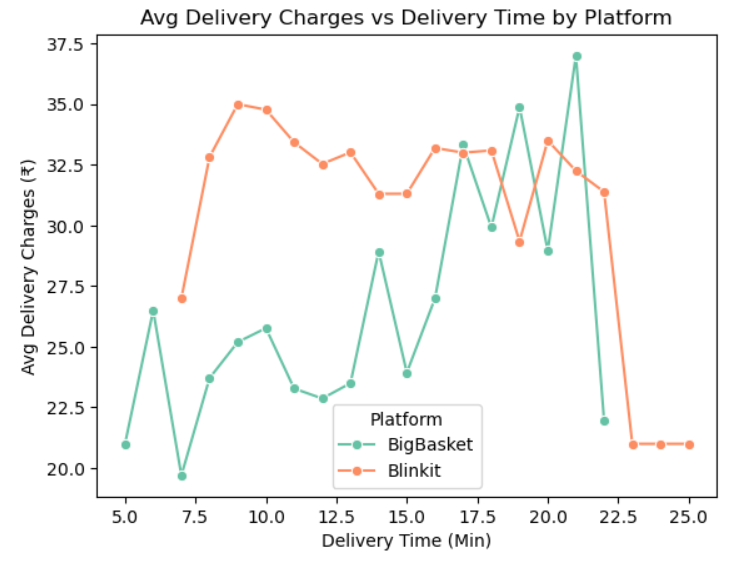 Avg Delivery Charges vs Delivery Time by Platform
37.5
35.0
32.5
30.0
27.5
25.0
22.5
20.0
Avg Delivery Charges (₹)
Platform
BigBasket
Blinkit
5.0 7.5 10.0 12.5 15.0 17.5 20.0 22.5 25.0
Delivery Time (Min)